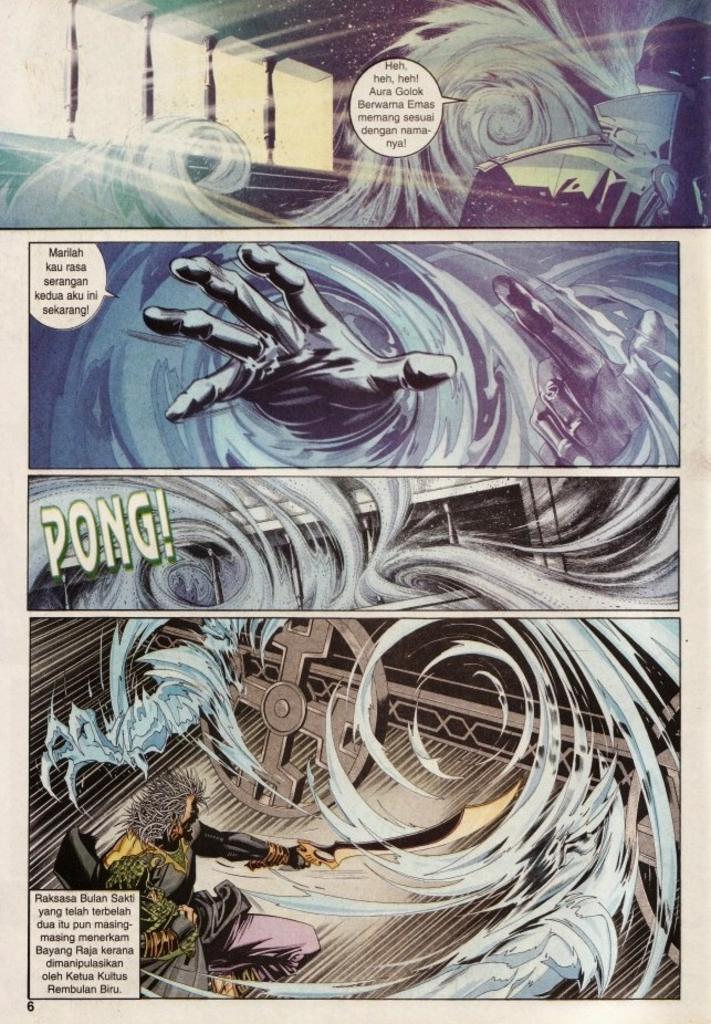 Heh,
heh, heh!
Aura Golok
Berwarna Emas
memang sesuai
dengan nama-
nya!
Marilah
kau rasa
serangan
kedua aku ini
sekarang!
PONG!
Raksasa Bulan Sakti
yang telah terbelah
dua itu pun masing-
masing menerkam
Bayang Raja kerana
dimanipulasikan
oleh Ketua Kultus
Rembulan Biru.
6